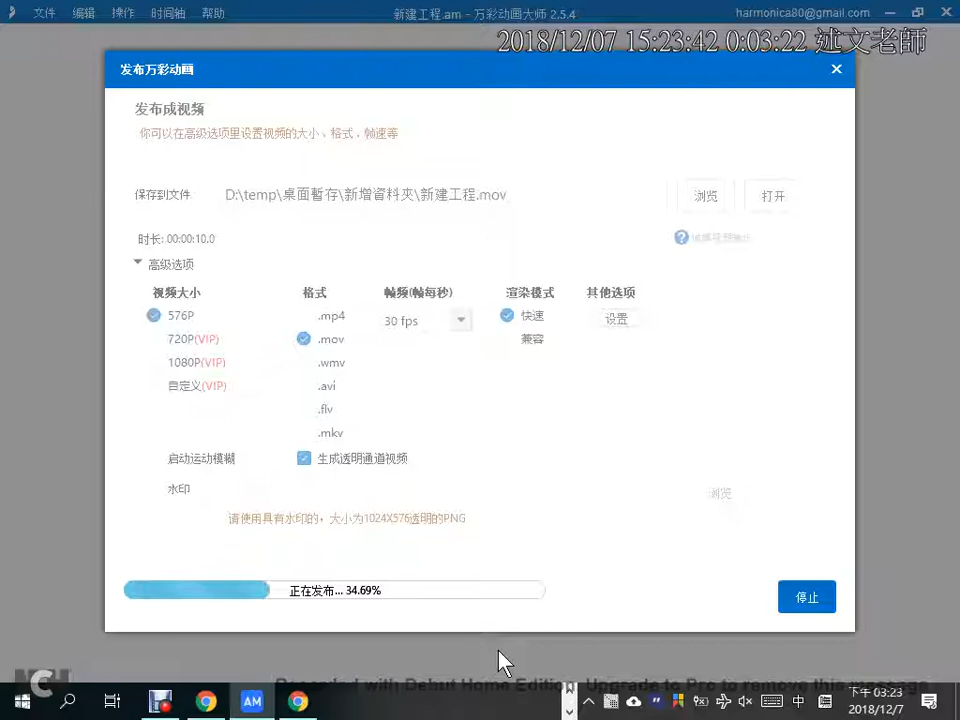 文件 编辑 操作 时间轴 帮助 新建工程.am - 万彩动画大师 2.5.4 harmonica80@gmail.com
2018/12/07 15:23:42 0:03:22 述文老師
发布万彩动画
发布成视频
你可以在高级选项里设置视频的大小、格式、帧速等
保存到文件 D:\temp\桌面暫存\新增資料夾\新建工程.mov 浏览 打开
时长: 00:00:10.0
高级选项
视频大小 格式 帧频(帧每秒) 渲染模式 其他选项
576P .mp4 30 fps 快速 设置
720P(VIP) .mov 兼容
1080P(VIP) .wmv
自定义(VIP) .avi
.flv
.mkv
启动运动模糊 生成透明通道视频
水印 浏览
请使用具有水印的，大小为1024X576透明的PNG
正在发布... 34.69% 停止
Recorded with Debut Home Edition. Upgrade to Pro to remove this message
AM 中 下午 03:23
2018/12/7